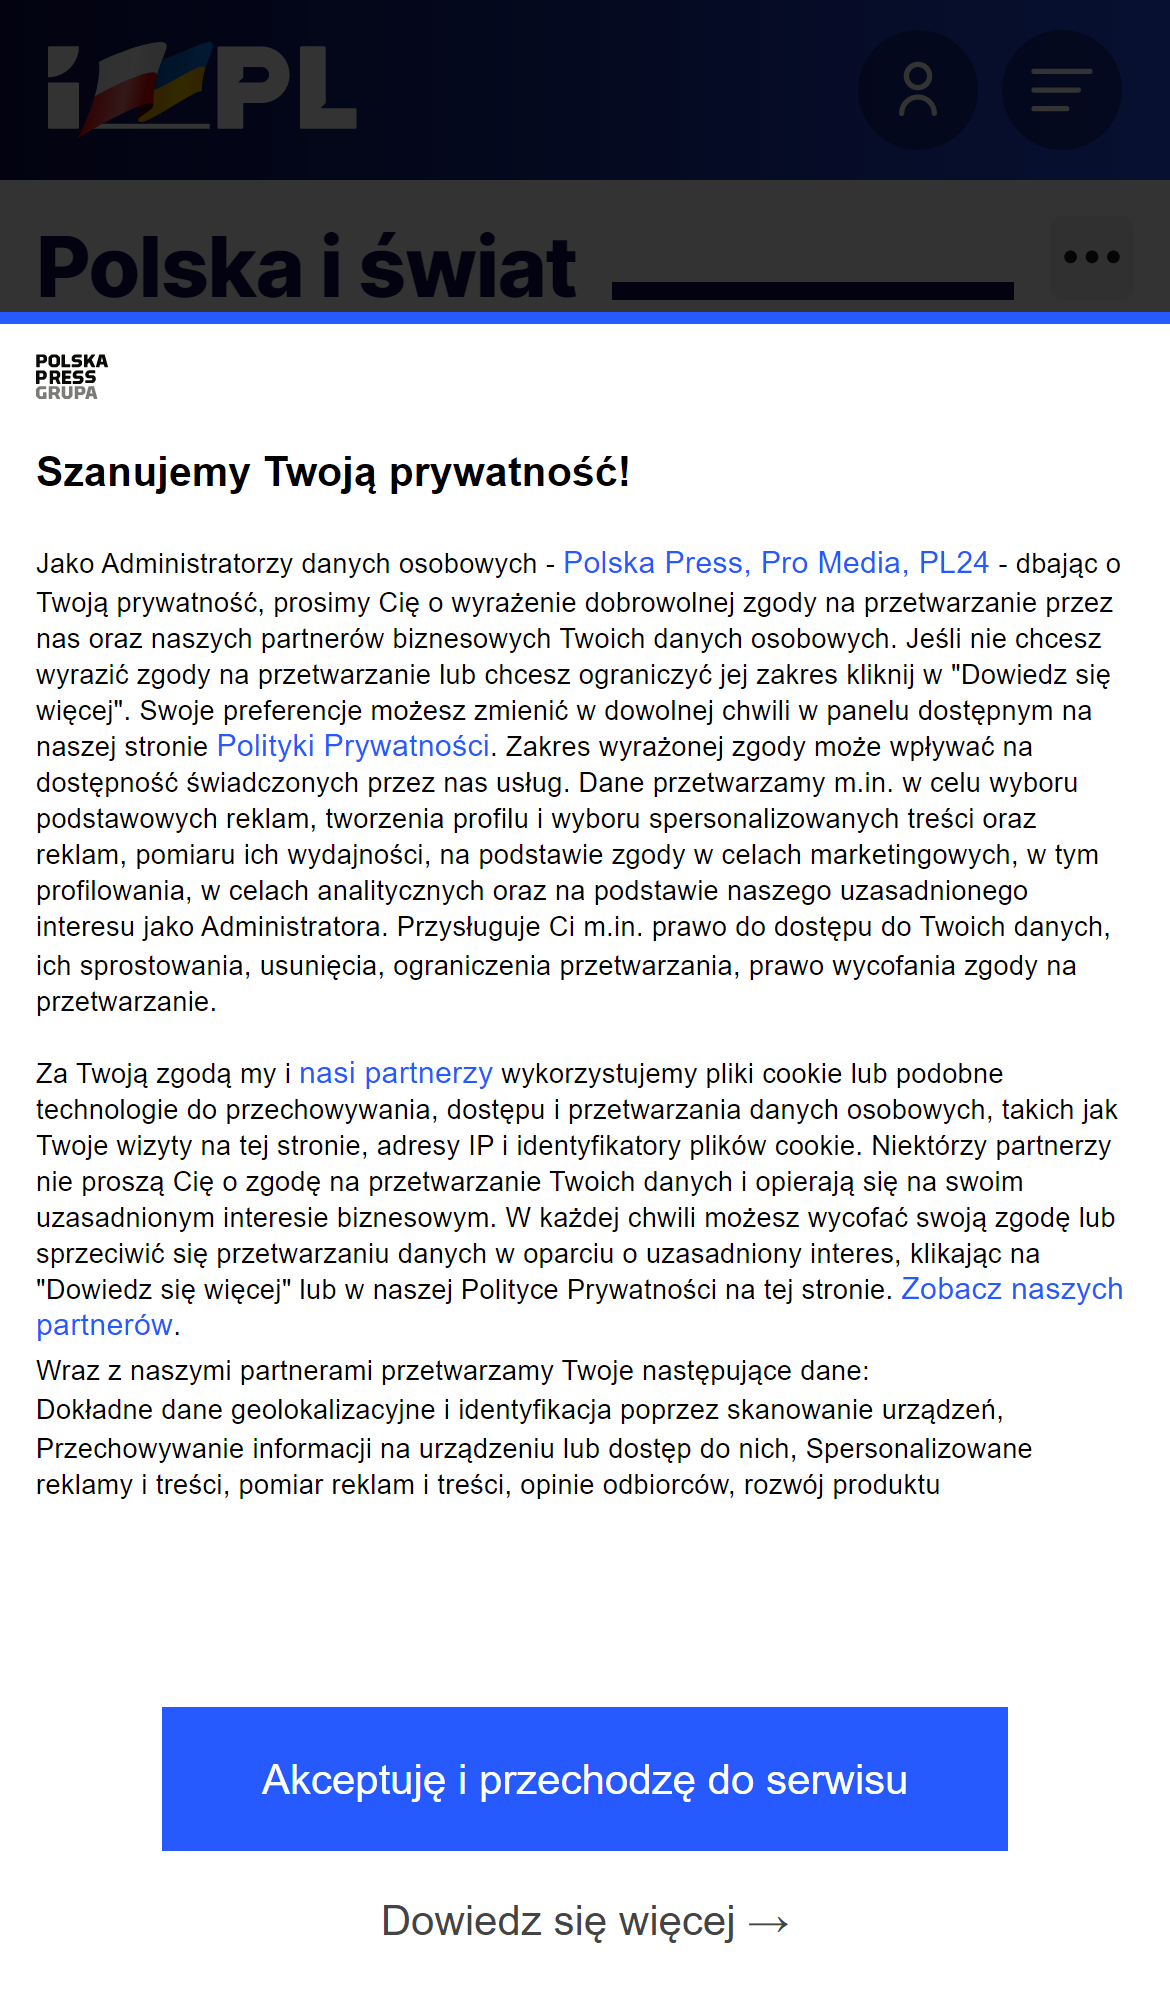 i PL
Polska i świat
POLSKA
PRESS
GRUPA
Szanujemy Twoją prywatność!
Jako Administratorzy danych osobowych - Polska Press, Pro Media, PL24 - dbając o
Twoją prywatność, prosimy Cię o wyrażenie dobrowolnej zgody na przetwarzanie przez
nas oraz naszych partnerów biznesowych Twoich danych osobowych. Jeśli nie chcesz
wyrazić zgody na przetwarzanie lub chcesz ograniczyć jej zakres kliknij w "Dowiedz się
więcej". Swoje preferencje możesz zmienić w dowolnej chwili w panelu dostępnym na
naszej stronie Polityki Prywatności. Zakres wyrażonej zgody może wpływać na
dostępność świadczonych przez nas usług. Dane przetwarzamy m.in. w celu wyboru
podstawowych reklam, tworzenia profilu i wyboru spersonalizowanych treści oraz
reklam, pomiaru ich wydajności, na podstawie zgody w celach marketingowych, w tym
profilowania, w celach analitycznych oraz na podstawie naszego uzasadnionego
interesu jako Administratora. Przysługuje Ci m.in. prawo do dostępu do Twoich danych,
ich sprostowania, usunięcia, ograniczenia przetwarzania, prawo wycofania zgody na
przetwarzanie.
Za Twoją zgodą my i nasi partnerzy wykorzystujemy pliki cookie lub podobne
technologie do przechowywania, dostępu i przetwarzania danych osobowych, takich jak
Twoje wizyty na tej stronie, adresy IP i identyfikatory plików cookie. Niektórzy partnerzy
nie proszą Cię o zgodę na przetwarzanie Twoich danych i opierają się na swoim
uzasadnionym interesie biznesowym. W każdej chwili możesz wycofać swoją zgodę lub
sprzeciwić się przetwarzaniu danych w oparciu o uzasadniony interes, klikając na
"Dowiedz się więcej" lub w naszej Polityce Prywatności na tej stronie. Zobacz naszych
partnerów.
Wraz z naszymi partnerami przetwarzamy Twoje następujące dane:
Dokładne dane geolokalizacyjne i identyfikacja poprzez skanowanie urządzeń,
Przechowywanie informacji na urządzeniu lub dostęp do nich, Spersonalizowane
reklamy i treści, pomiar reklam i treści, opinie odbiorców, rozwój produktu
Akceptuję i przechodzę do serwisu
Dowiedz się więcej →